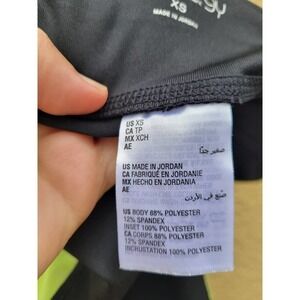 XS
MADE IN JORDAN
US XS
CA TP
MX XCH
AE
صغير جدًا
US MADE IN JORDAN
CA FABRIQUÉ EN JORDANIE
MX HECHO EN JORDANIA
AE
صُنع في الأردن
US BODY 88% POLYESTER
12% SPANDEX
INSET 100% POLYESTER
CA CORPS 88% POLYESTER
12% SPANDEX
INCRUSTATION 100% POLYESTER